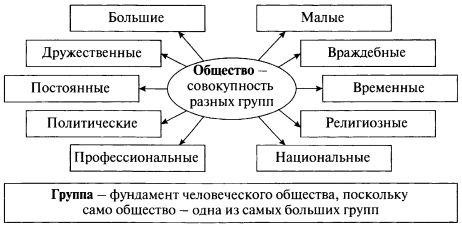 Большие
Малые
Дружественные
Враждебные
Общество –
совокупность
разных групп
Постоянные
Временные
Политические
Религиозные
Профессиональные
Национальные
Группа – фундамент человеческого общества, поскольку
само общество – одна из самых больших групп